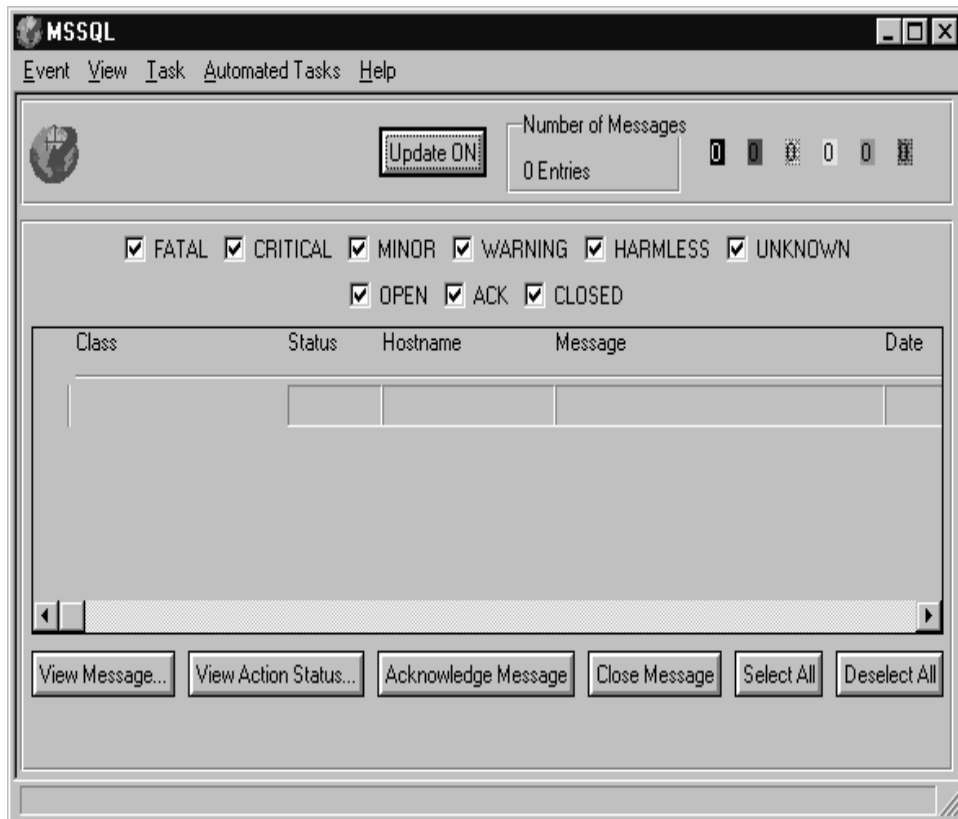 MSSQL
Event View Task Automated Tasks Help
Update ON
Number of Messages
0 Entries
0 0 0 0 0 0
FATAL CRITICAL MINOR WARNING HARMLESS UNKNOWN
OPEN ACK CLOSED
Class Status Hostname Message Date
View Message... View Action Status... Acknowledge Message Close Message Select All Deselect All